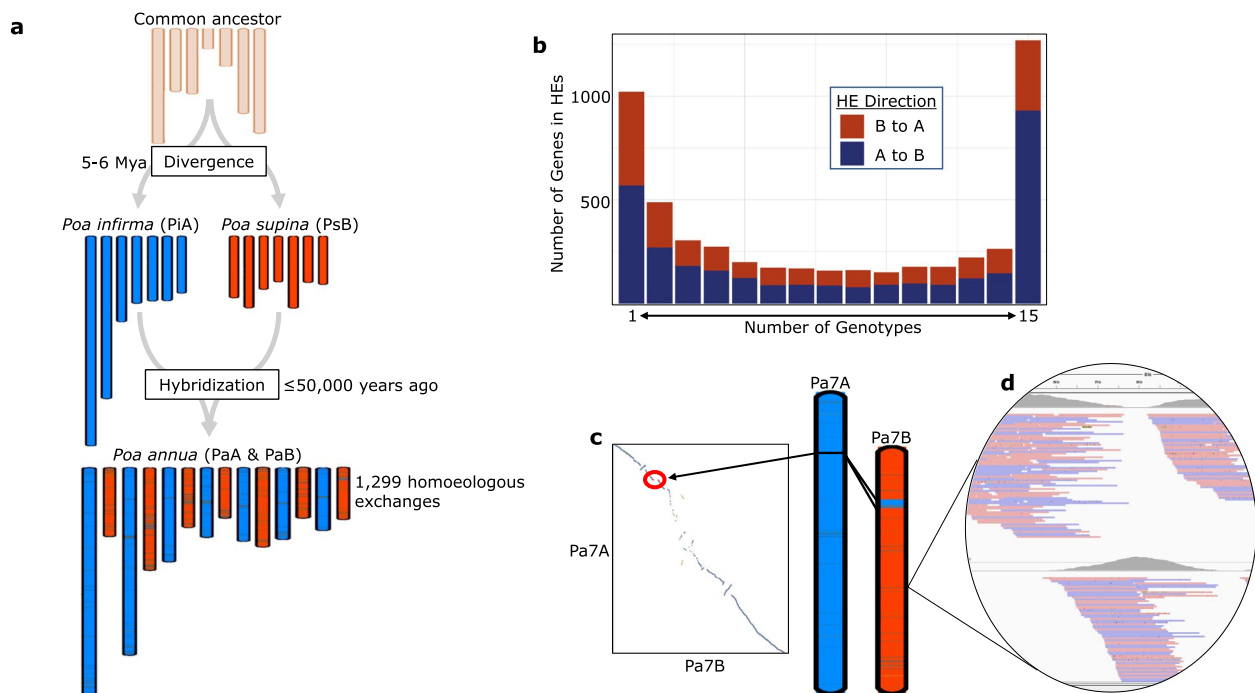 a
Common ancestor
5-6 Mya
Divergence
Poa infirma (PiA)
Poa supina (PsB)
Hybridization
≤50,000 years ago
Poa annua (PaA & PaB)
1,299 homoeologous
exchanges
b
Number of Genes in HEs
1000
500
HE Direction
B to A
A to B
1
15
Number of Genotypes
c
Pa7A
Pa7B
Pa7A
Pa7B
d